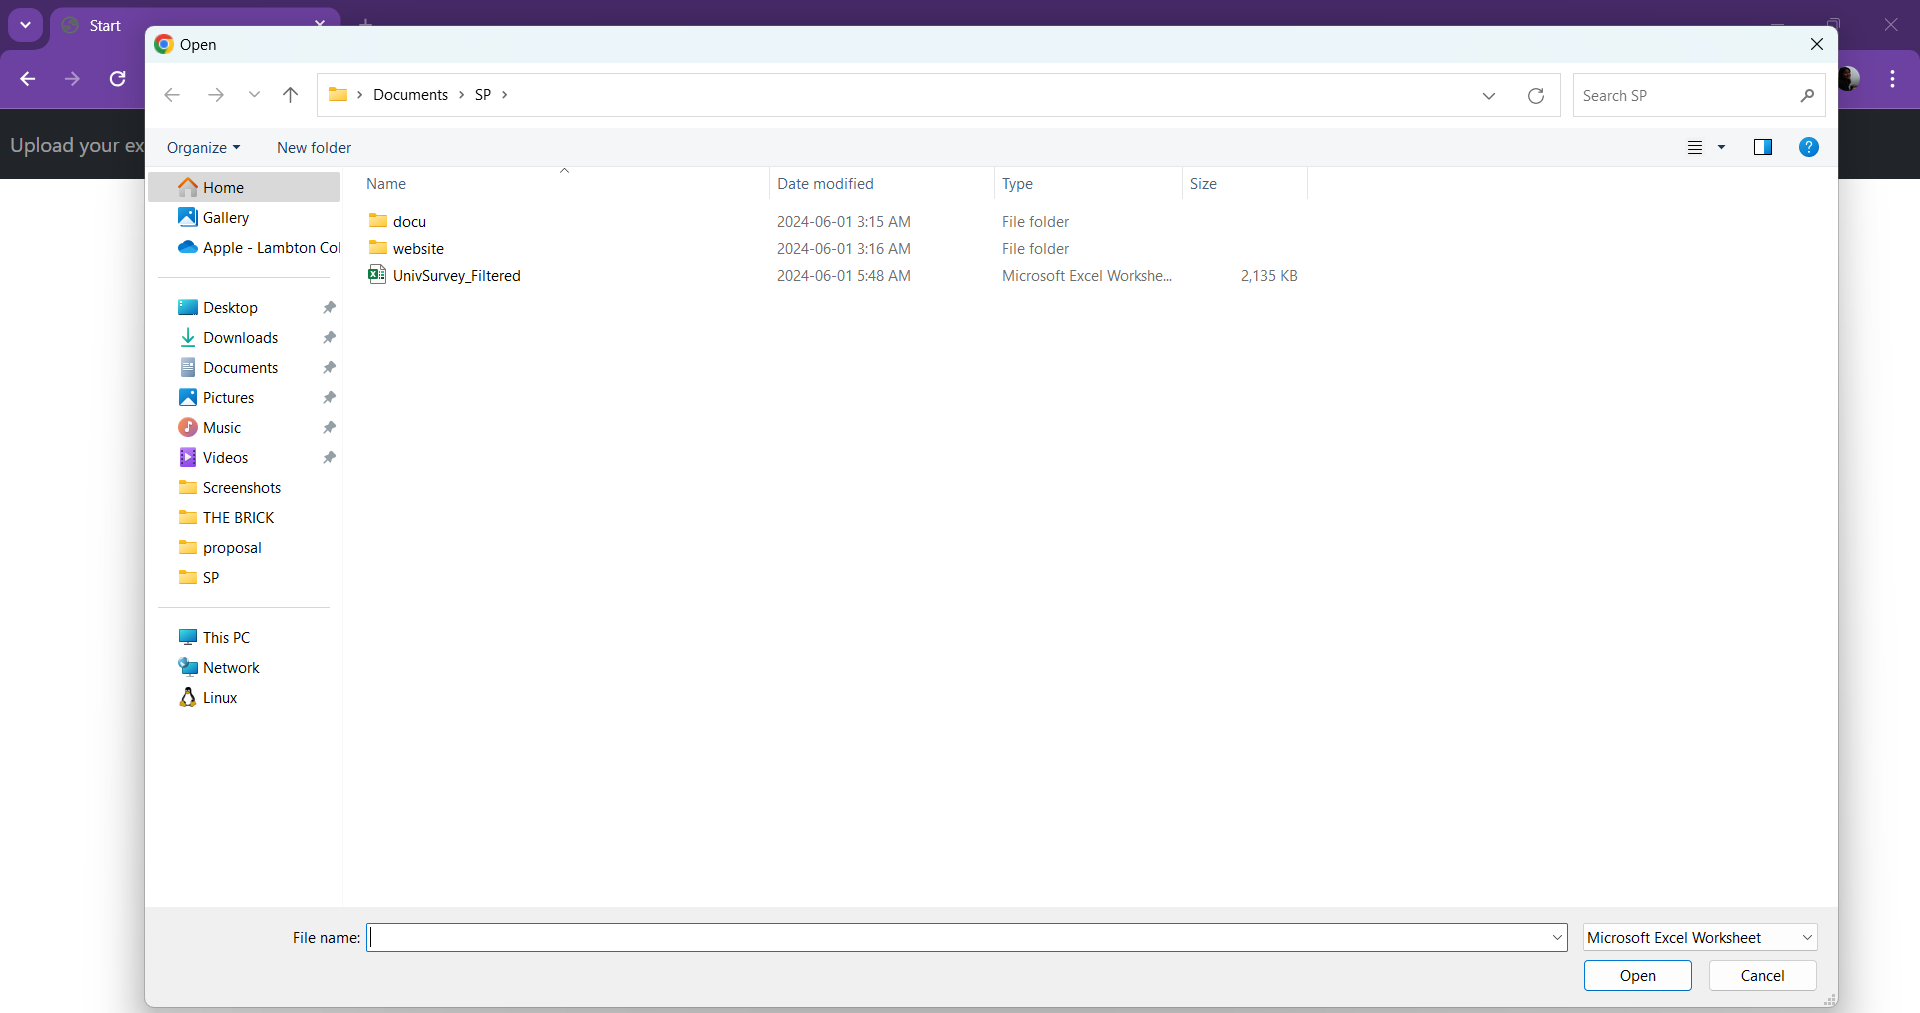 Start
Open
Documents SP
Search SP
Upload your ex
Organize
New folder
Name
Date modified
Type
Size
Home
Gallery
Apple - Lambton Col
docu 2024-06-01 3:15 AM File folder
website 2024-06-01 3:16 AM File folder
UnivSurvey_Filtered 2024-06-01 5:48 AM Microsoft Excel Workshe... 2,135 KB
Desktop
Downloads
Documents
Pictures
Music
Videos
Screenshots
THE BRICK
proposal
SP
This PC
Network
Linux
File name:
Microsoft Excel Worksheet
Open
Cancel